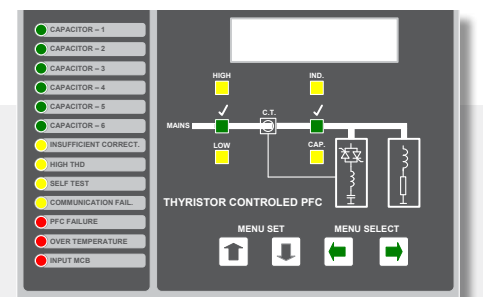 CAPACITOR – 1
CAPACITOR – 2
CAPACITOR – 3
CAPACITOR – 4
CAPACITOR – 5
CAPACITOR – 6
INSUFFICIENT CORRECT.
HIGH THD
SELF TEST
COMMUNICATION FAIL.
PFC FAILURE
OVER TEMPERATURE
INPUT MCB
HIGH
IND.
C.T.
MAINS
LOW
CAP.
THYRISTOR CONTROLED PFC
MENU SET
MENU SELECT